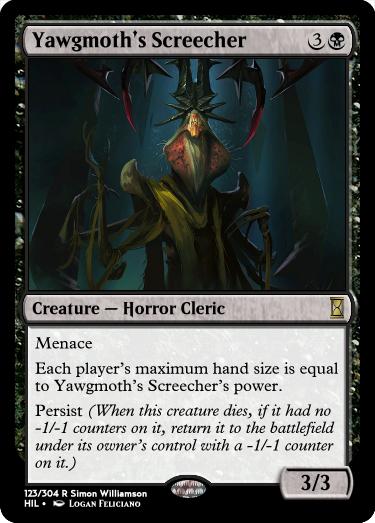 Yawgmoth's Screecher 3
Creature — Horror Cleric
Menace
Each player's maximum hand size is equal
to Yawgmoth's Screecher's power.
Persist (When this creature dies, if it had no
-1/-1 counters on it, return it to the battlefield
under its owner's control with a -1/-1 counter
on it.)
3/3
123/304 R Simon Williamson
HIL • Logan Feliciano